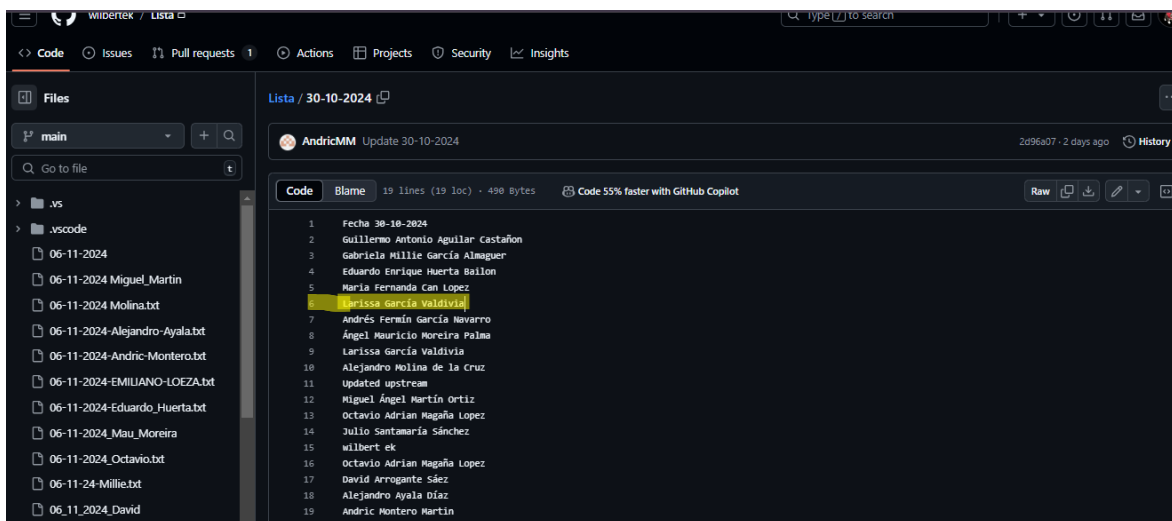 wilbertek / Lista
Type / to search
Code Issues Pull requests 1 Actions Projects Security Insights
Files
main
Go to file t
.vs
.vscode
06-11-2024
06-11-2024 Miguel_Martin
06-11-2024 Molina.txt
06-11-2024-Alejandro-Ayala.txt
06-11-2024-Andric-Montero.txt
06-11-2024-EMILIANO-LOEZA.txt
06-11-2024-Eduardo_Huerta.txt
06-11-2024_Mau_Moreira
06-11-2024_Octavio.txt
06-11-24-Millie.txt
06_11_2024_David
Lista / 30-10-2024
AndricMM Update 30-10-2024 2d96a07 · 2 days ago History
Code Blame 19 lines (19 loc) · 490 Bytes Code 55% faster with GitHub Copilot Raw
1 Fecha 30-10-2024
2 Guillermo Antonio Aguilar Castañon
3 Gabriela Millie García Almaguer
4 Eduardo Enrique Huerta Bailon
5 Maria Fernanda Can Lopez
6 Larissa García Valdivia
7 Andrés Fermín García Navarro
8 Ángel Mauricio Moreira Palma
9 Larissa García Valdivia
10 Alejandro Molina de la Cruz
11 Updated upstream
12 Miguel Ángel Martín Ortiz
13 Octavio Adrian Magaña Lopez
14 Julio Santamaría Sánchez
15 wilbert ek
16 Octavio Adrian Magaña Lopez
17 David Arrogante Sáez
18 Alejandro Ayala Díaz
19 Andric Montero Martin